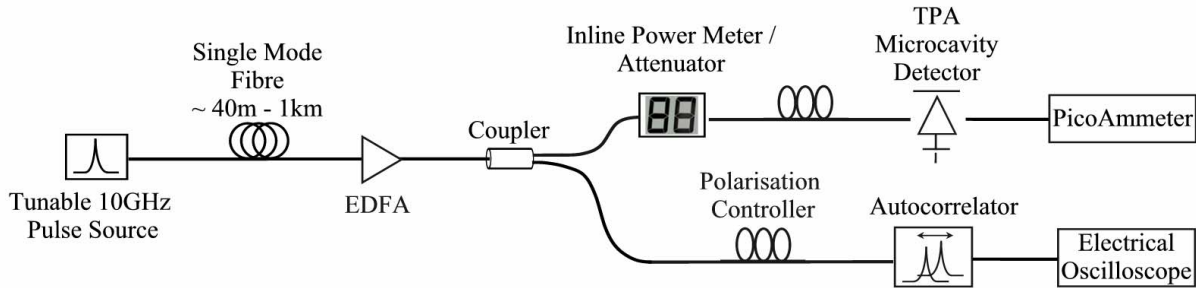 Single Mode
Fibre
~ 40m - 1km
Tunable 10GHz
Pulse Source
EDFA
Coupler
Inline Power Meter /
Attenuator
88
TPA
Microcavity
Detector
PicoAmmeter
Polarisation
Controller
Autocorrelator
Electrical
Oscilloscope